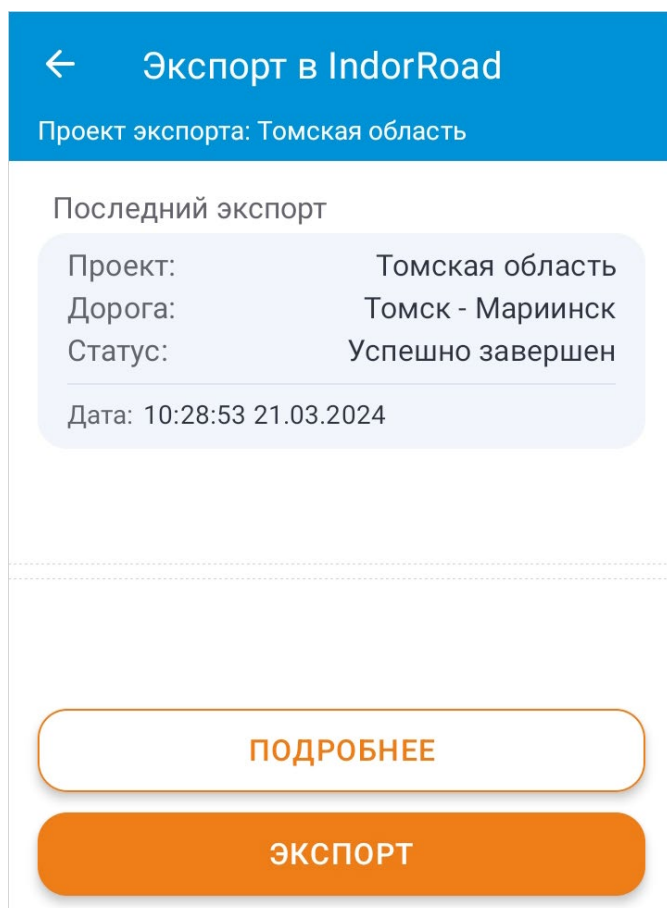 Экспорт в IndorRoad
Проект экспорта: Томская область
Последний экспорт
Проект: Томская область
Дорога: Томск - Мариинск
Статус: Успешно завершен
Дата: 10:28:53 21.03.2024
ПОДРОБНЕЕ
ЭКСПОРТ